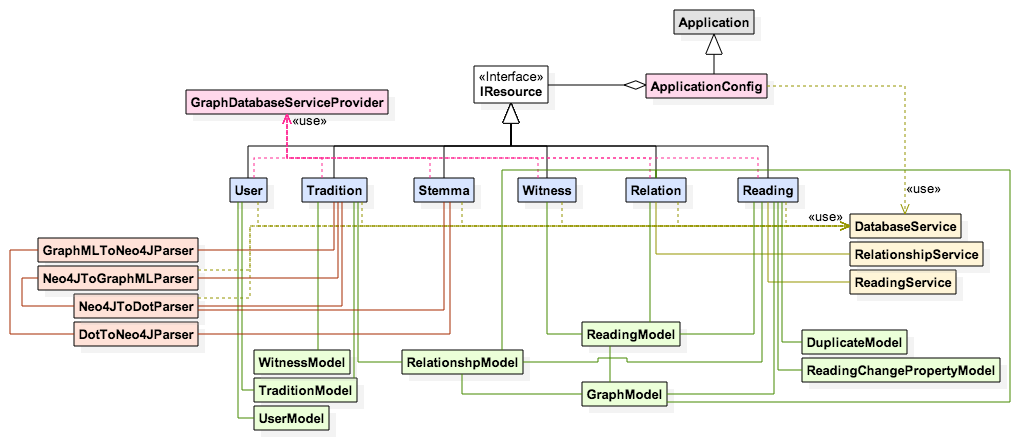 Application
«Interface»
IResource
ApplicationConfig
GraphDatabaseServiceProvider
«use»
User
Tradition
Stemma
Witness
Relation
Reading
«use»
«use»
DatabaseService
GraphMLToNeo4JParser
RelationshipService
Neo4JToGraphMLParser
ReadingService
Neo4JToDotParser
DotToNeo4JParser
ReadingModel
DuplicateModel
WitnessModel
RelationshpModel
ReadingChangePropertyModel
TraditionModel
GraphModel
UserModel